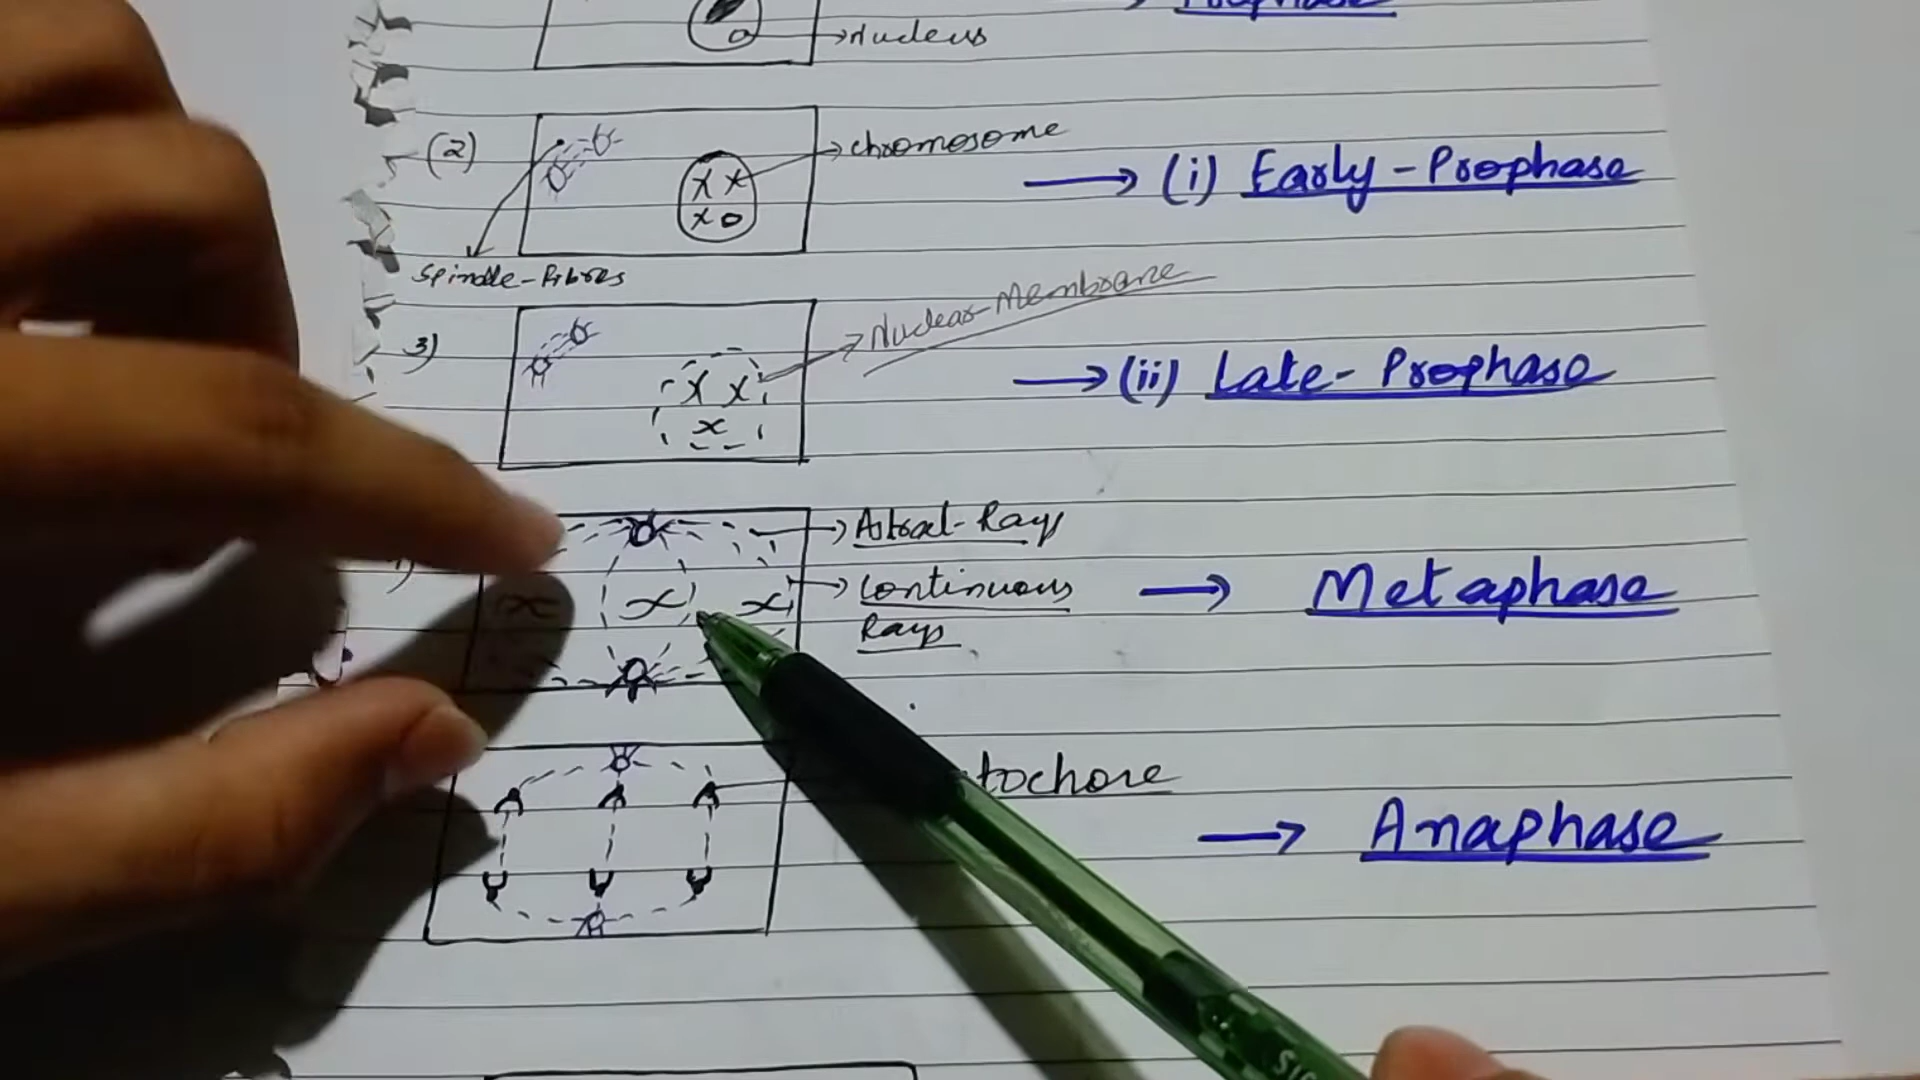 →Nucleus
(2)
→chromosome
→ (i) Early-Prophase
Spindle-Fibres
3)
→Nuclear-Membrane
→ (ii) Late-Prophase
→Astral-Rays
→continuous
Rays
→ Metaphase
tochore
→ Anaphase